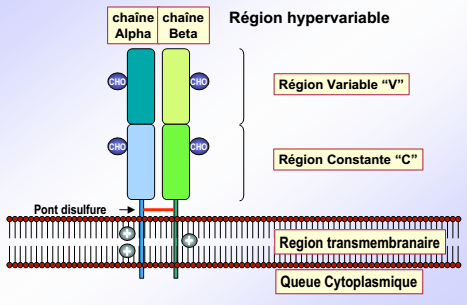 chaîne
Alpha
chaîne
Beta
Région hypervariable
CHO
CHO
Région Variable “V”
CHO
CHO
Région Constante “C”
Pont disulfure
+
+
+
Region transmembranaire
Queue Cytoplasmique